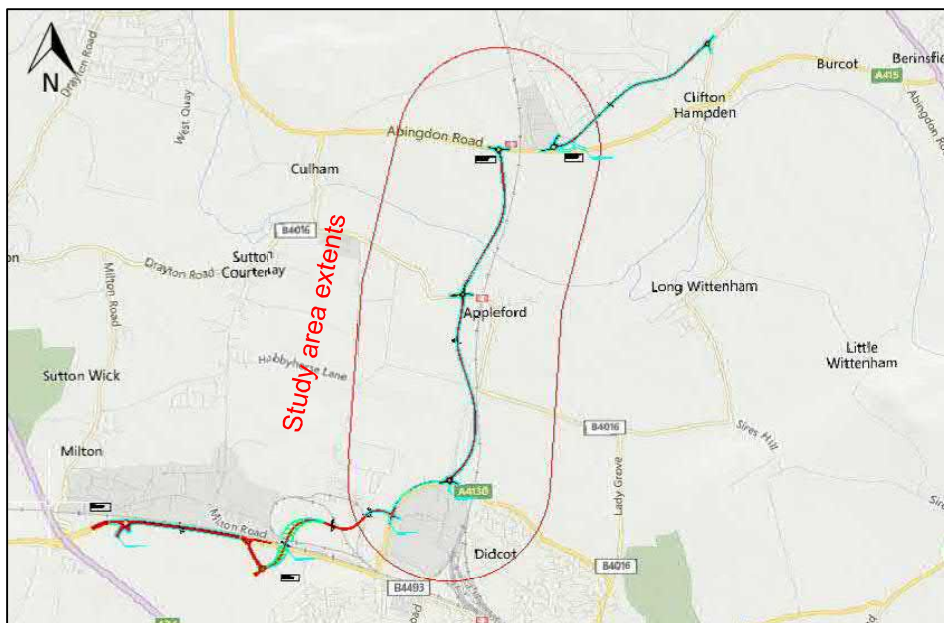 Drayton Road
West Quay
N
Burcot
Berinsfi
A415
Clifton
Hampden
Abingdon Road
Abingdon Roa
Culham
B4016
Sutton
Courtenay
Drayton Road
Milton Road
Study area extents
Long Wittenham
Appleford
Little
Wittenham
Hobbyhorse Lane
Sutton Wick
B4016
Sires Hill
Milton
Lady Grove
A4130
Milton Road
Didcot
B4493
B4016